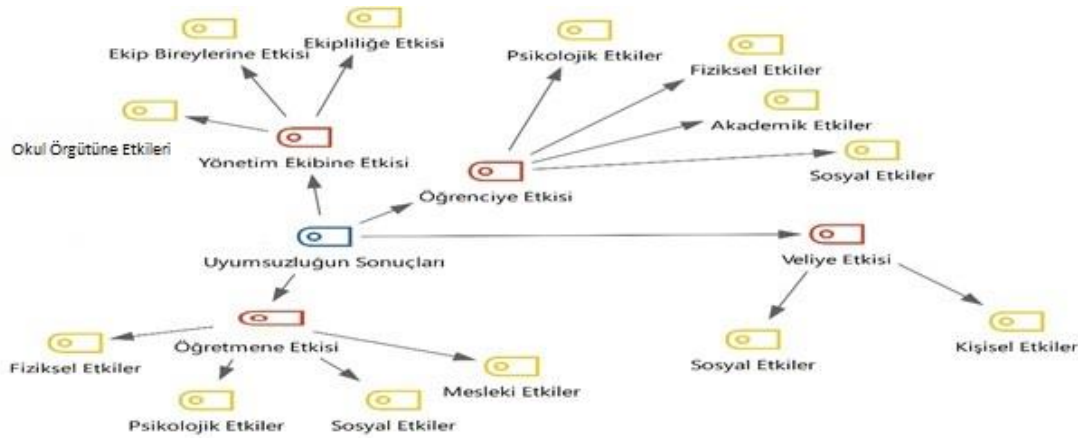 Ekip Bireylerine Etkisi
Ekipliliğe Etkisi
Psikolojik Etkiler
Fiziksel Etkiler
Akademik Etkiler
Okul Örgütüne Etkileri
Yönetim Ekibine Etkisi
Sosyal Etkiler
Öğrenciye Etkisi
Uyumsuzluğun Sonuçları
Veliye Etkisi
Öğretmene Etkisi
Fiziksel Etkiler
Psikolojik Etkiler
Sosyal Etkiler
Mesleki Etkiler
Sosyal Etkiler
Kişisel Etkiler